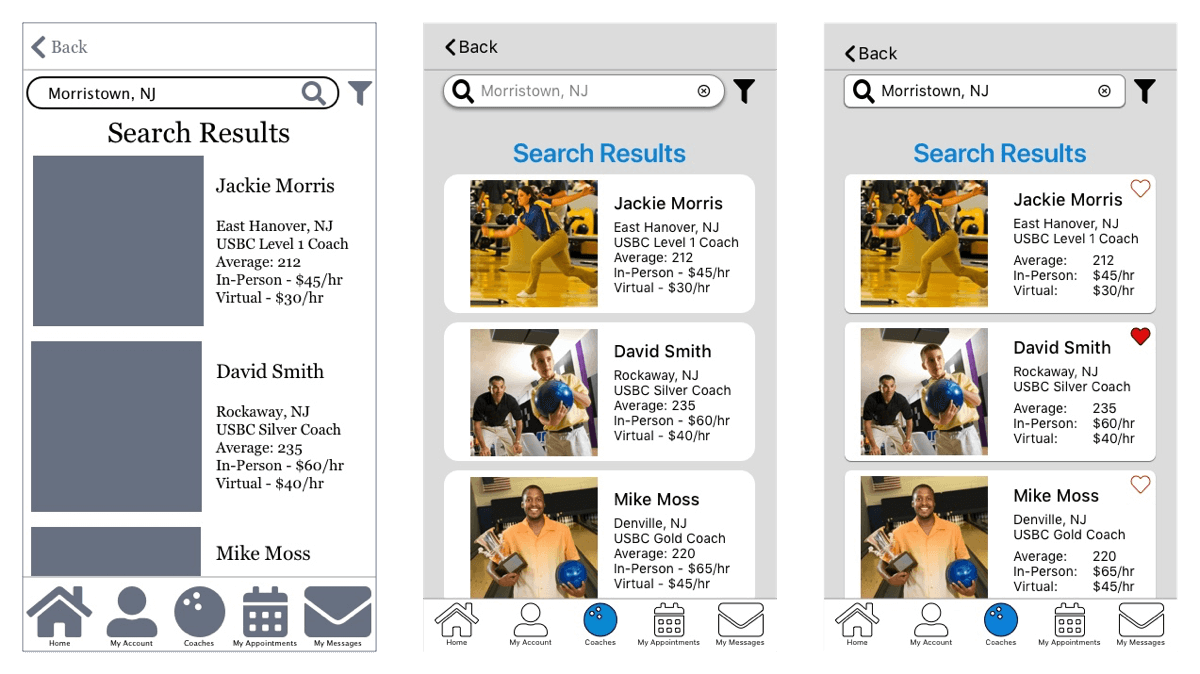 Back
Morristown, NJ
Search Results
Jackie Morris
East Hanover, NJ
USBC Level 1 Coach
Average: 212
In-Person - $45/hr
Virtual - $30/hr
David Smith
Rockaway, NJ
USBC Silver Coach
Average: 235
In-Person - $60/hr
Virtual - $40/hr
Mike Moss
Home
My Account
Coaches
My Appointments
My Messages
Back
Morristown, NJ
Search Results
Jackie Morris
East Hanover, NJ
USBC Level 1 Coach
Average: 212
In-Person - $45/hr
Virtual - $30/hr
David Smith
Rockaway, NJ
USBC Silver Coach
Average: 235
In-Person - $60/hr
Virtual - $40/hr
Mike Moss
Denville, NJ
USBC Gold Coach
Average: 220
In-Person - $65/hr
Virtual - $45/hr
Home
My Account
Coaches
My Appointments
My Messages
Back
Morristown, NJ
Search Results
Jackie Morris
East Hanover, NJ
USBC Level 1 Coach
Average: 212
In-Person: $45/hr
Virtual: $30/hr
David Smith
Rockaway, NJ
USBC Silver Coach
Average: 235
In-Person: $60/hr
Virtual: $40/hr
Mike Moss
Denville, NJ
USBC Gold Coach
Average: 220
In-Person: $65/hr
Virtual: $45/hr
Home
My Account
Coaches
My Appointments
My Messages